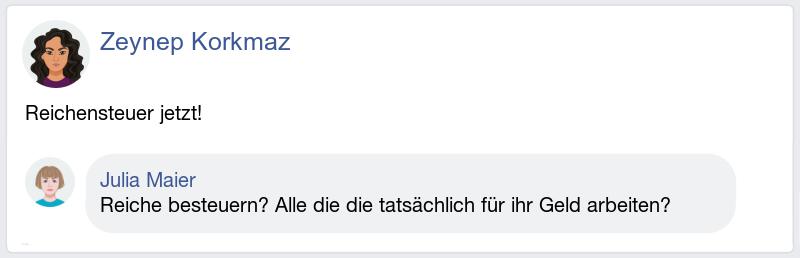 Zeynep Korkmaz
Reichensteuer jetzt!
Julia Maier
Reiche besteuern? Alle die die tatsächlich für ihr Geld arbeiten?